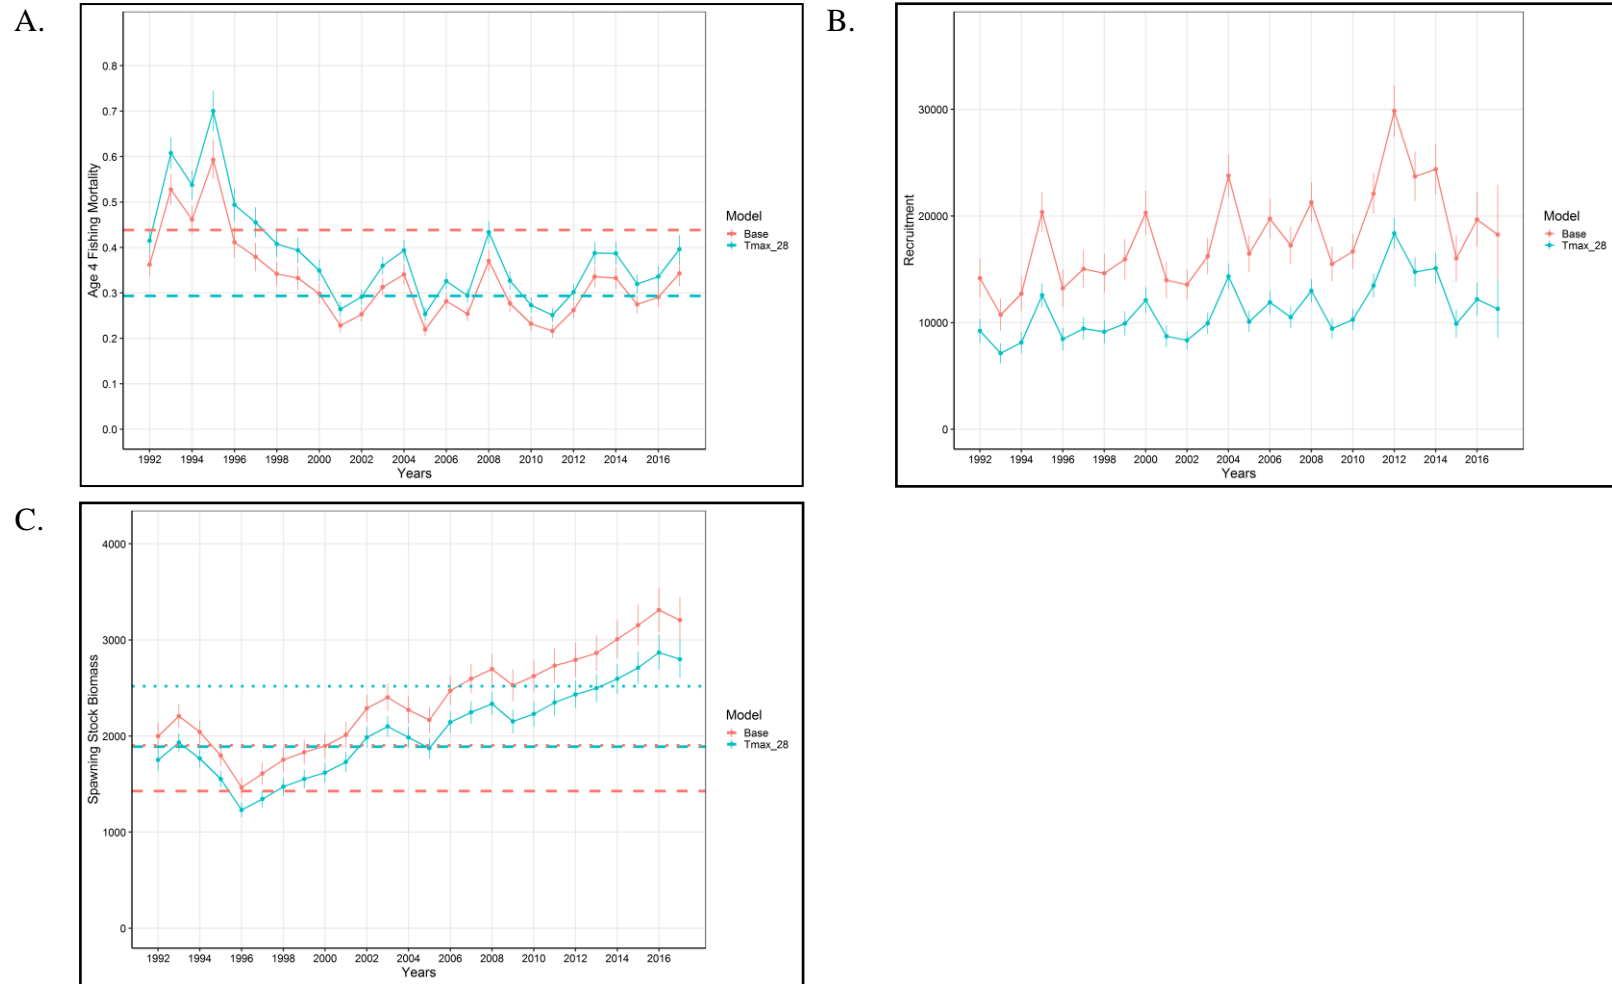 A.
0.8
0.7
0.6
0.5
0.4
0.3
0.2
0.1
0.0
Age 4 Fishing Mortality
1992 1994 1996 1998 2000 2002 2004 2006 2008 2010 2012 2014 2016
Years
Model
Base
Tmax_28
B.
30000
20000
10000
0
Recruitment
1992 1994 1996 1998 2000 2002 2004 2006 2008 2010 2012 2014 2016
Years
Model
Base
Tmax_28
C.
4000
3000
2000
1000
0
Spawning Stock Biomass
1992 1994 1996 1998 2000 2002 2004 2006 2008 2010 2012 2014 2016
Years
Model
Base
Tmax_28